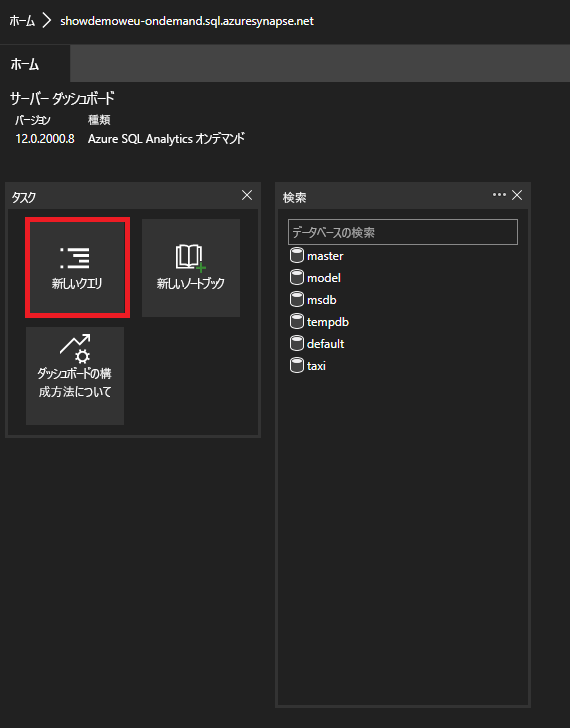 ホーム
showdemoweu-ondemand.sql.azuresynapse.net
ホーム
サーバー ダッシュボード
バージョン 種類
12.0.2000.8 Azure SQL Analytics オンデマンド
タスク
新しいクエリ
新しいノートブック
ダッシュボードの構
成方法について
検索
データベースの検索
master
model
msdb
tempdb
default
taxi